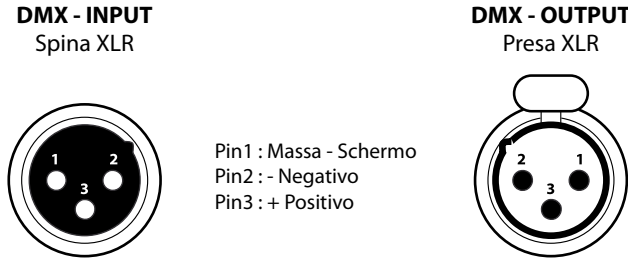 DMX - INPUT
Spina XLR
DMX - OUTPUT
Presa XLR
1 2
3
Pin1 : Massa - Schermo
Pin2 : - Negativo
Pin3 : + Positivo
2 1
3